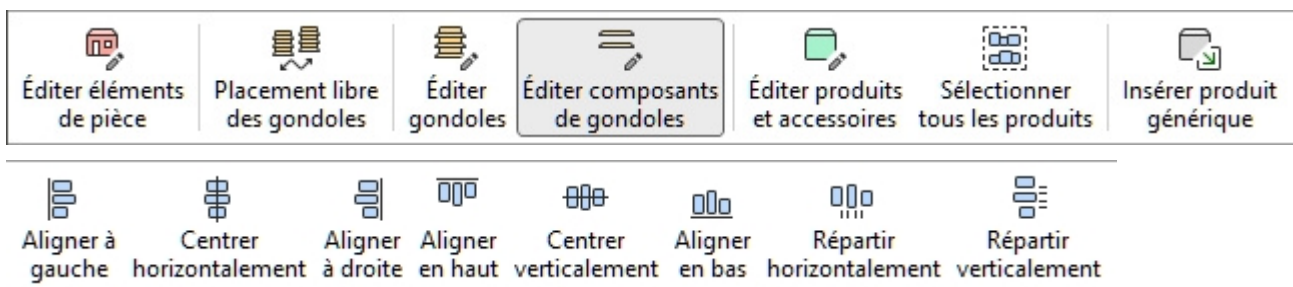 Éditer éléments
de pièce
Placement libre
des gondoles
Éditer
gondoles
Éditer composants
de gondoles
Éditer produits
et accessoires
Sélectionner
tous les produits
Insérer produit
générique
Aligner à
gauche
Centrer
horizontalement
Aligner
à droite
Aligner
en haut
Centrer
verticalement
Aligner
en bas
Répartir
horizontalement
Répartir
verticalement